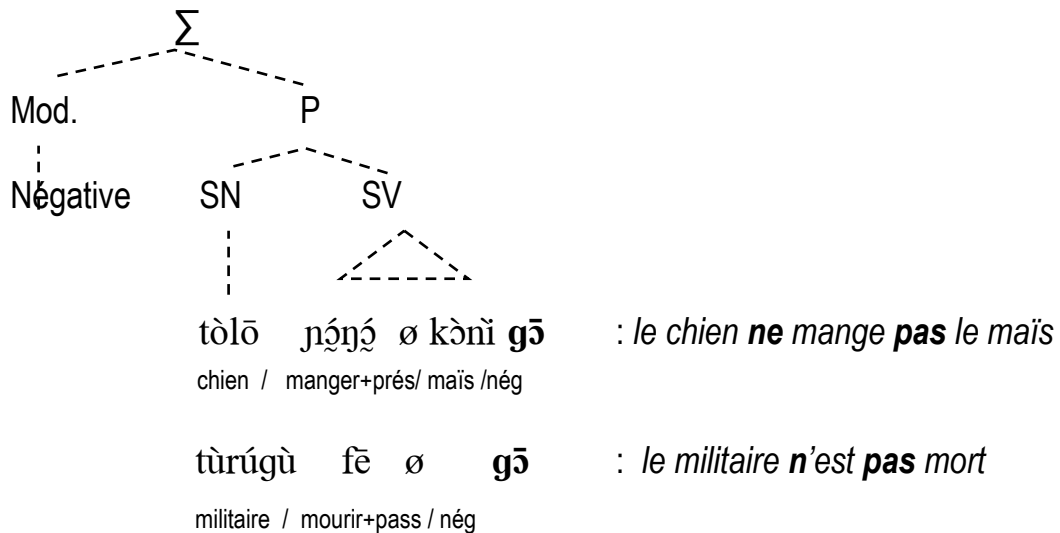 ∑
Mod. P
Négative SN SV
tòlō ɲɔ̰́ŋɔ̰́ ø kɔ̀nì gɔ̄ : le chien ne mange pas le maïs
chien / manger+prés/ maïs /nég
tùrúgù fē ø gɔ̄ : le militaire n'est pas mort
militaire / mourir+pass / nég